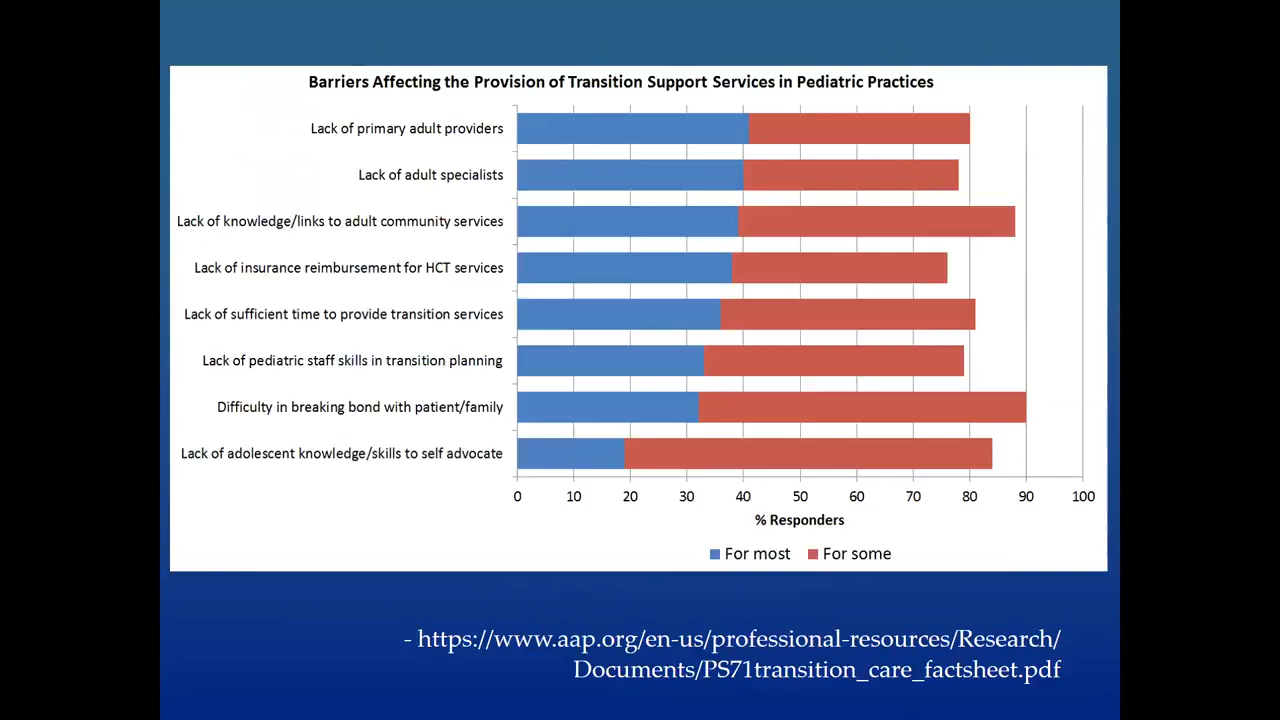 Barriers Affecting the Provision of Transition Support Services in Pediatric Practices
Lack of primary adult providers
Lack of adult specialists
Lack of knowledge/links to adult community services
Lack of insurance reimbursement for HCT services
Lack of sufficient time to provide transition services
Lack of pediatric staff skills in transition planning
Difficulty in breaking bond with patient/family
Lack of adolescent knowledge/skills to self advocate
0 10 20 30 40 50 60 70 80 90 100
% Responders
For most For some
- https://www.aap.org/en-us/professional-resources/Research/
Documents/PS71transition_care_factsheet.pdf